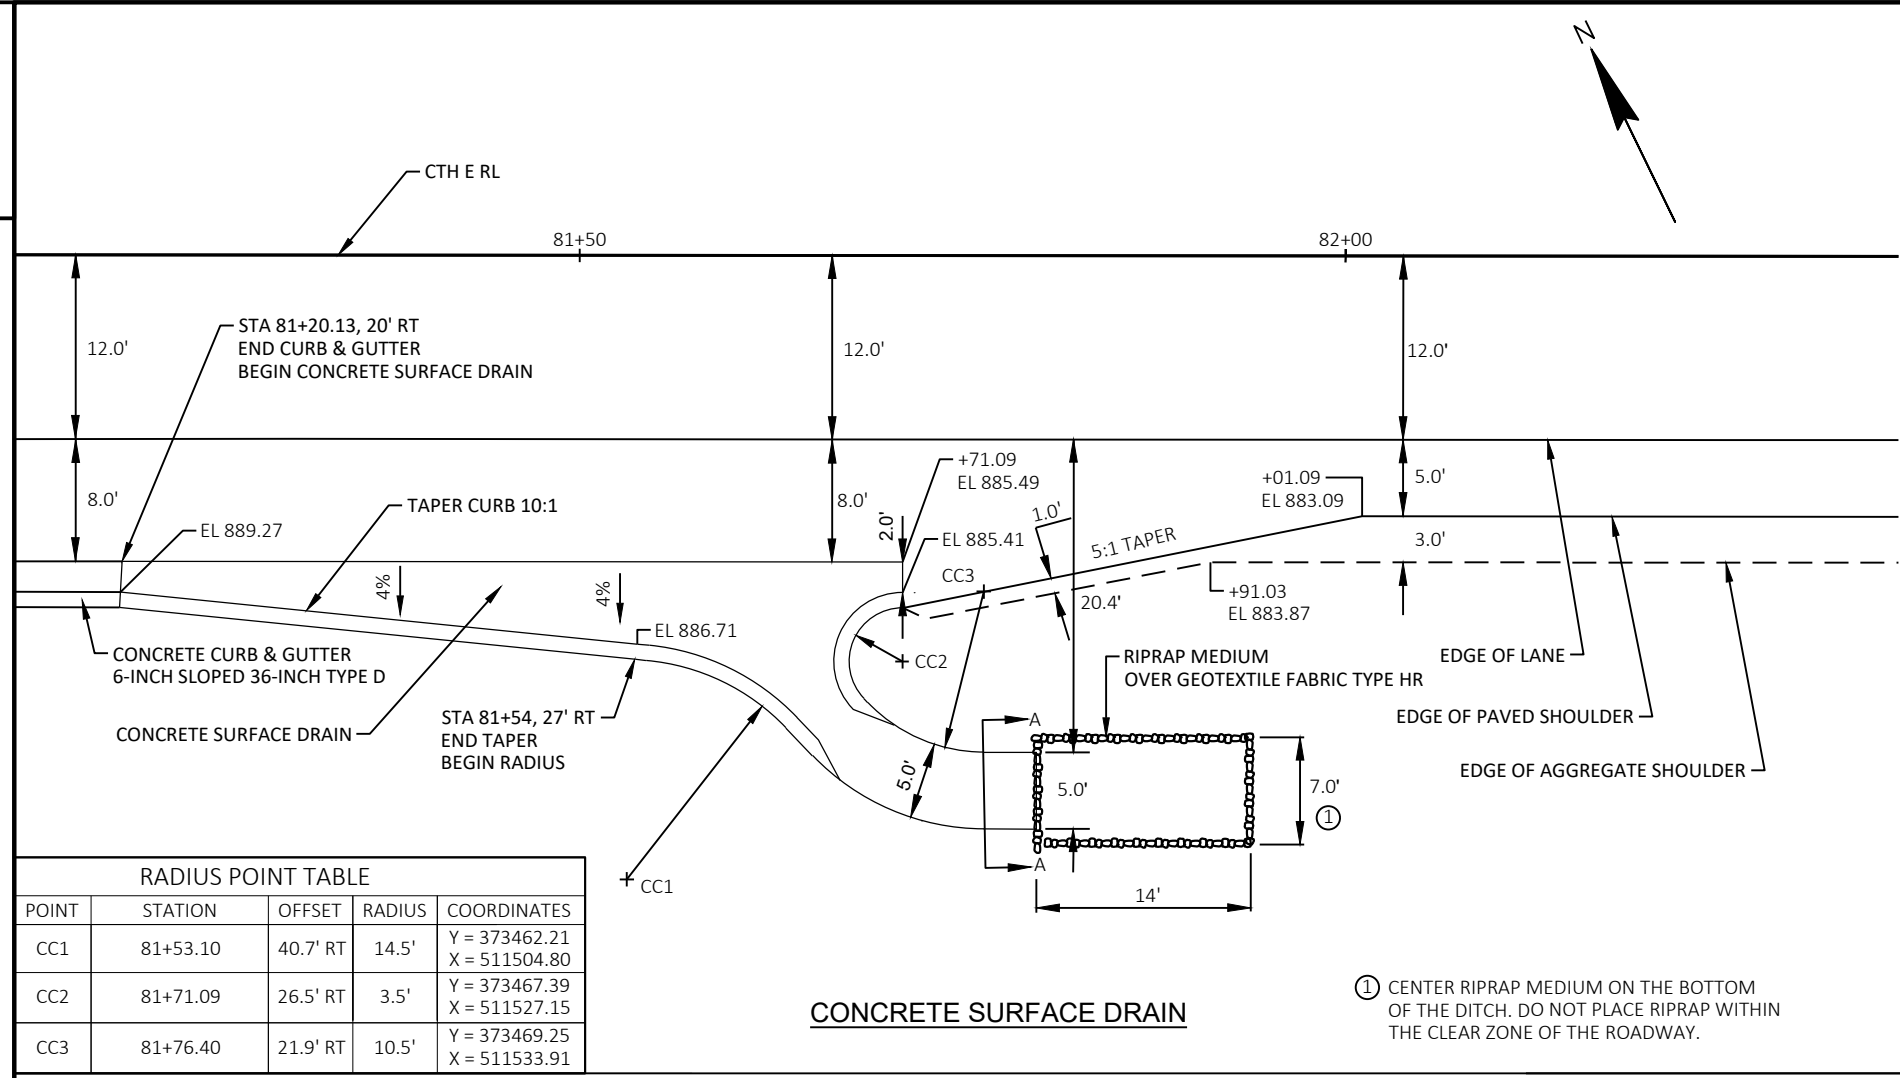 N
CTH E RL
81+50
82+00
12.0'
STA 81+20.13, 20' RT
END CURB & GUTTER
BEGIN CONCRETE SURFACE DRAIN
12.0'
12.0'
8.0'
EL 889.27
TAPER CURB 10:1
8.0'
2.0'
+71.09
EL 885.49
EL 885.41
1.0'
5:1 TAPER
+01.09
EL 883.09
5.0'
3.0'
4%
4%
CC3
20.4'
+91.03
EL 883.87
EL 886.71
CC2
CONCRETE CURB & GUTTER
6-INCH SLOPED 36-INCH TYPE D
CONCRETE SURFACE DRAIN
STA 81+54, 27' RT
END TAPER
BEGIN RADIUS
RIPRAP MEDIUM
OVER GEOTEXTILE FABRIC TYPE HR
EDGE OF LANE
EDGE OF PAVED SHOULDER
EDGE OF AGGREGATE SHOULDER
A
5.0'
5.0'
7.0'
1
A
14'
CC1
RADIUS POINT TABLE
POINT STATION OFFSET RADIUS COORDINATES
CC1 81+53.10 40.7' RT 14.5' Y = 373462.21
X = 511504.80
CC2 81+71.09 26.5' RT 3.5' Y = 373467.39
X = 511527.15
CC3 81+76.40 21.9' RT 10.5' Y = 373469.25
X = 511533.91
CONCRETE SURFACE DRAIN
1 CENTER RIPRAP MEDIUM ON THE BOTTOM
OF THE DITCH. DO NOT PLACE RIPRAP WITHIN
THE CLEAR ZONE OF THE ROADWAY.